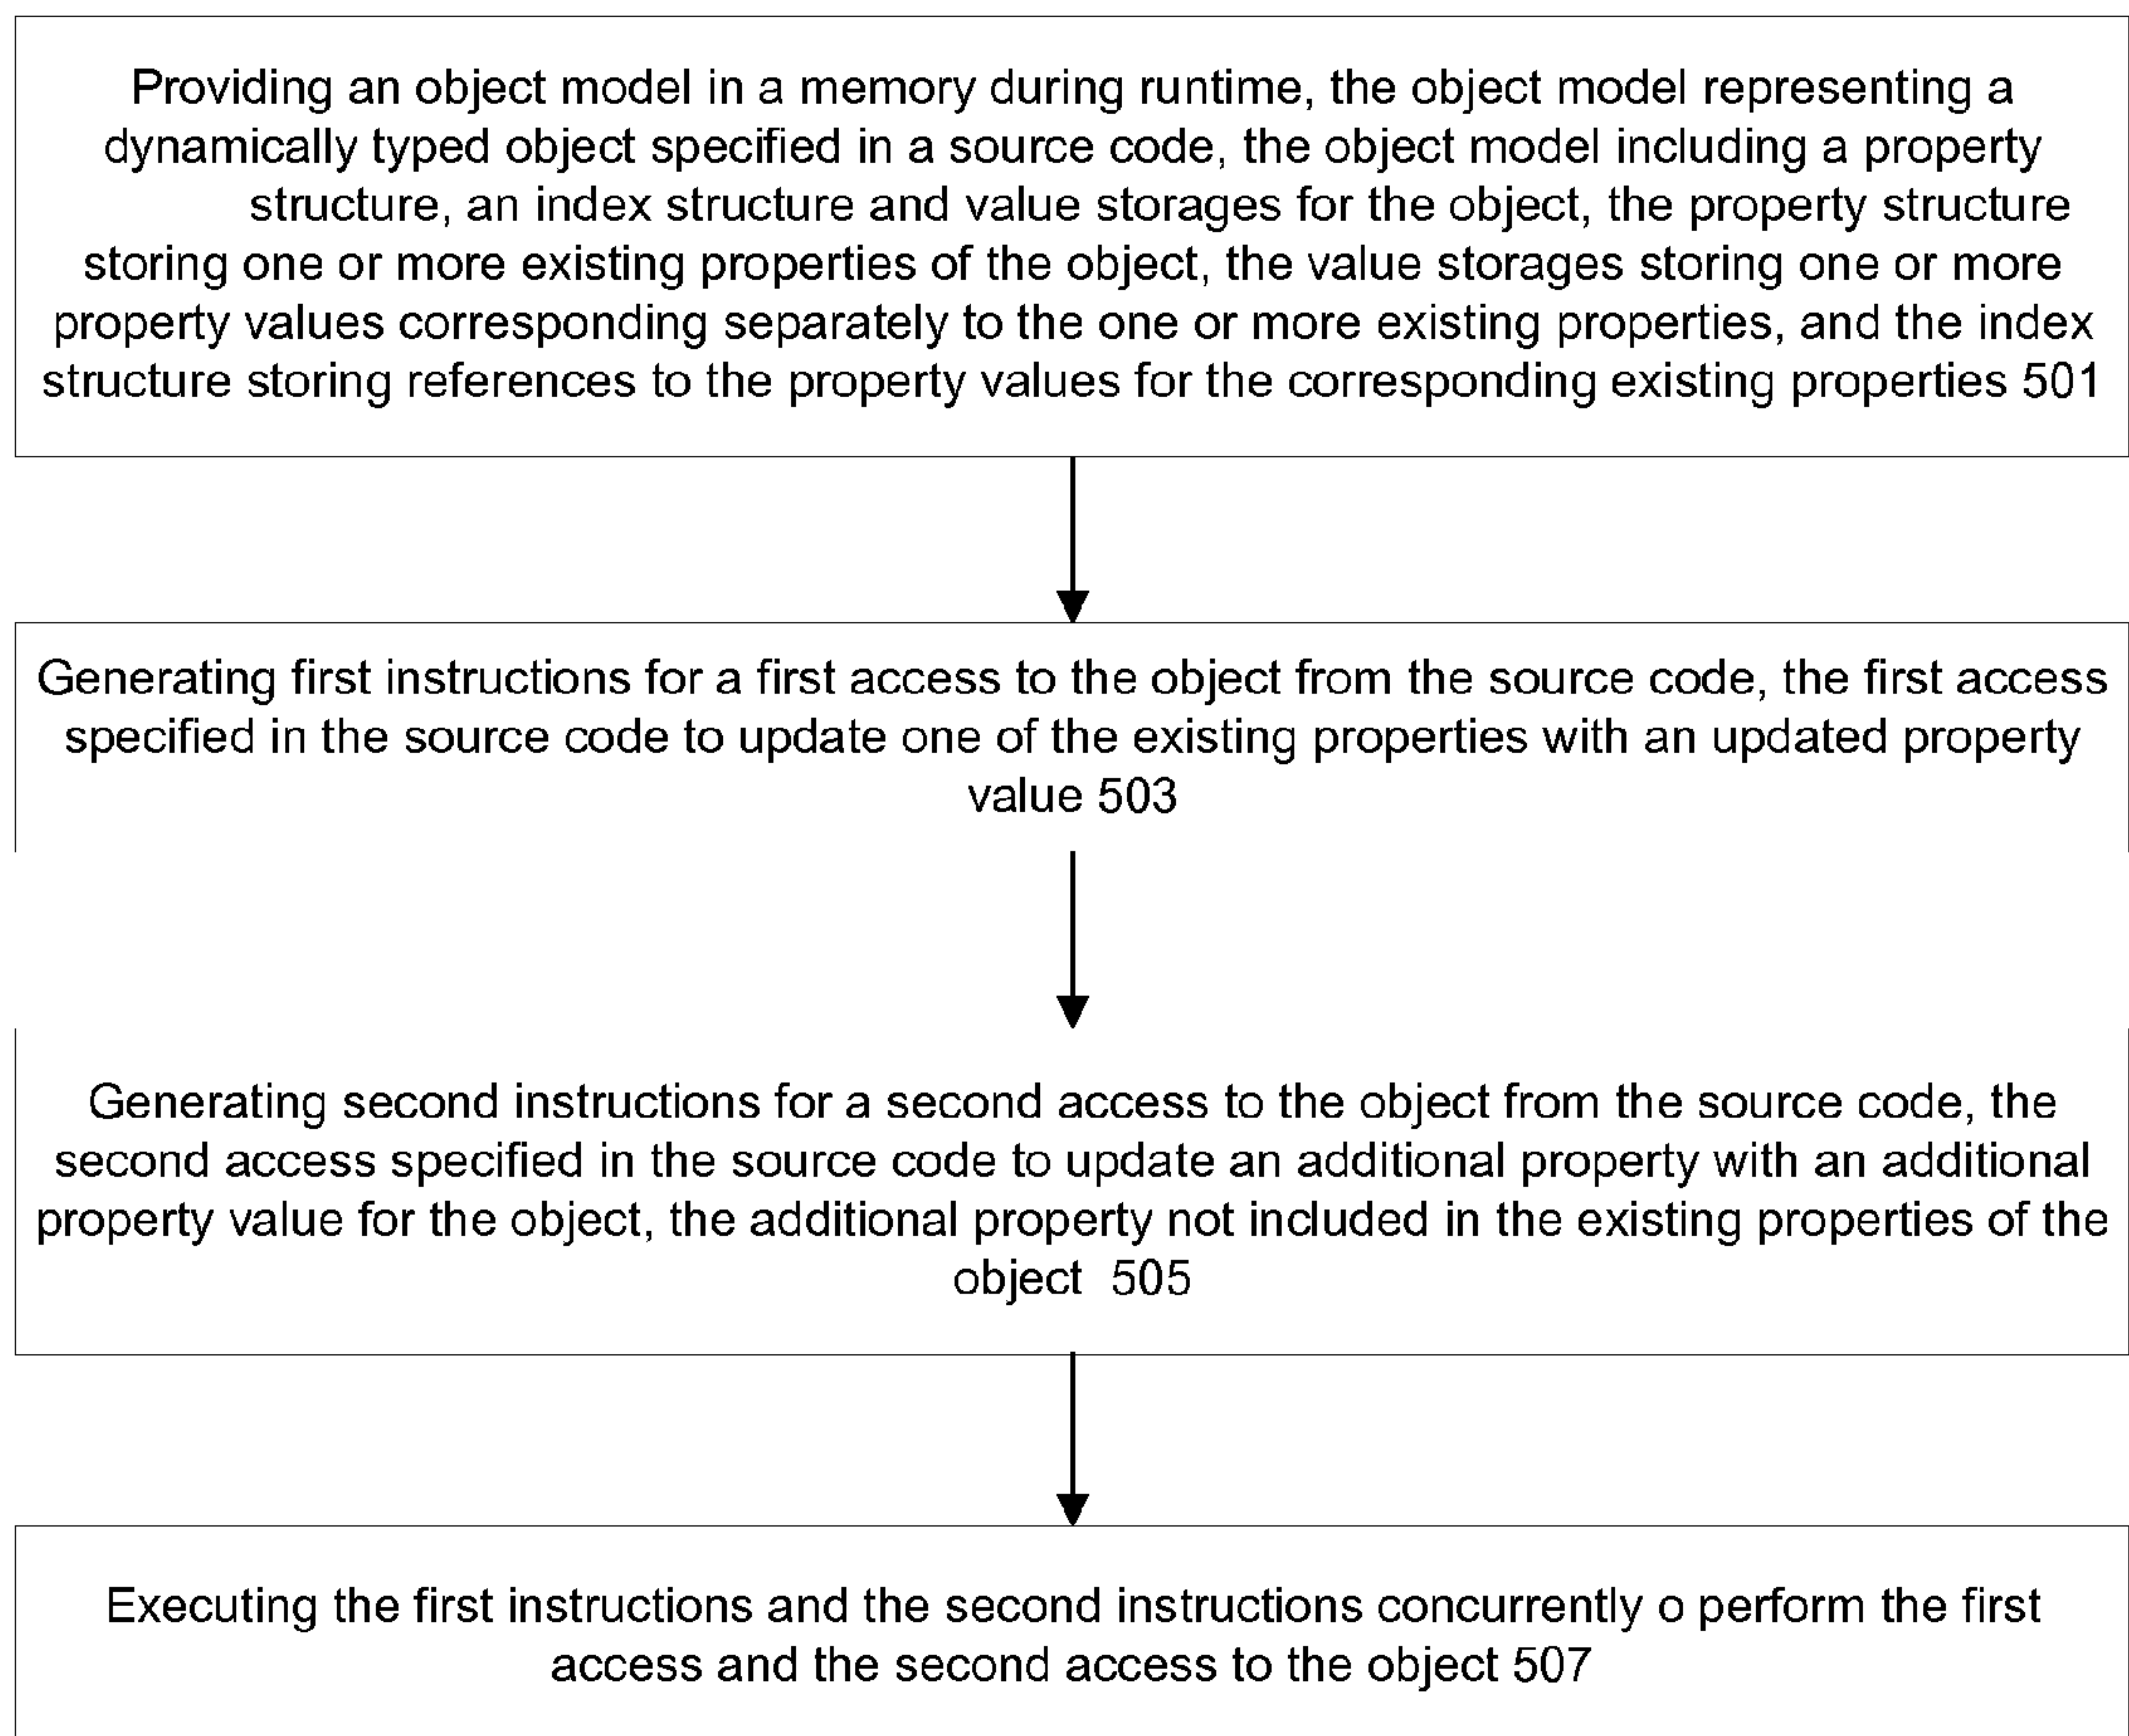 Providing an object model in a memory during runtime, the object model representing a
dynamically typed object specified in a source code, the object model including a property
structure, an index structure and value storages for the object, the property structure
storing one or more existing properties of the object, the value storages storing one or more
property values corresponding separately to the one or more existing properties, and the index
structure storing references to the property values for the corresponding existing properties 501
Generating first instructions for a first access to the object from the source code, the first access
specified in the source code to update one of the existing properties with an updated property
value 503
Generating second instructions for a second access to the object from the source code, the
second access specified in the source code to update an additional property with an additional
property value for the object, the additional property not included in the existing properties of the
object 505
Executing the first instructions and the second instructions concurrently o perform the first
access and the second access to the object 507